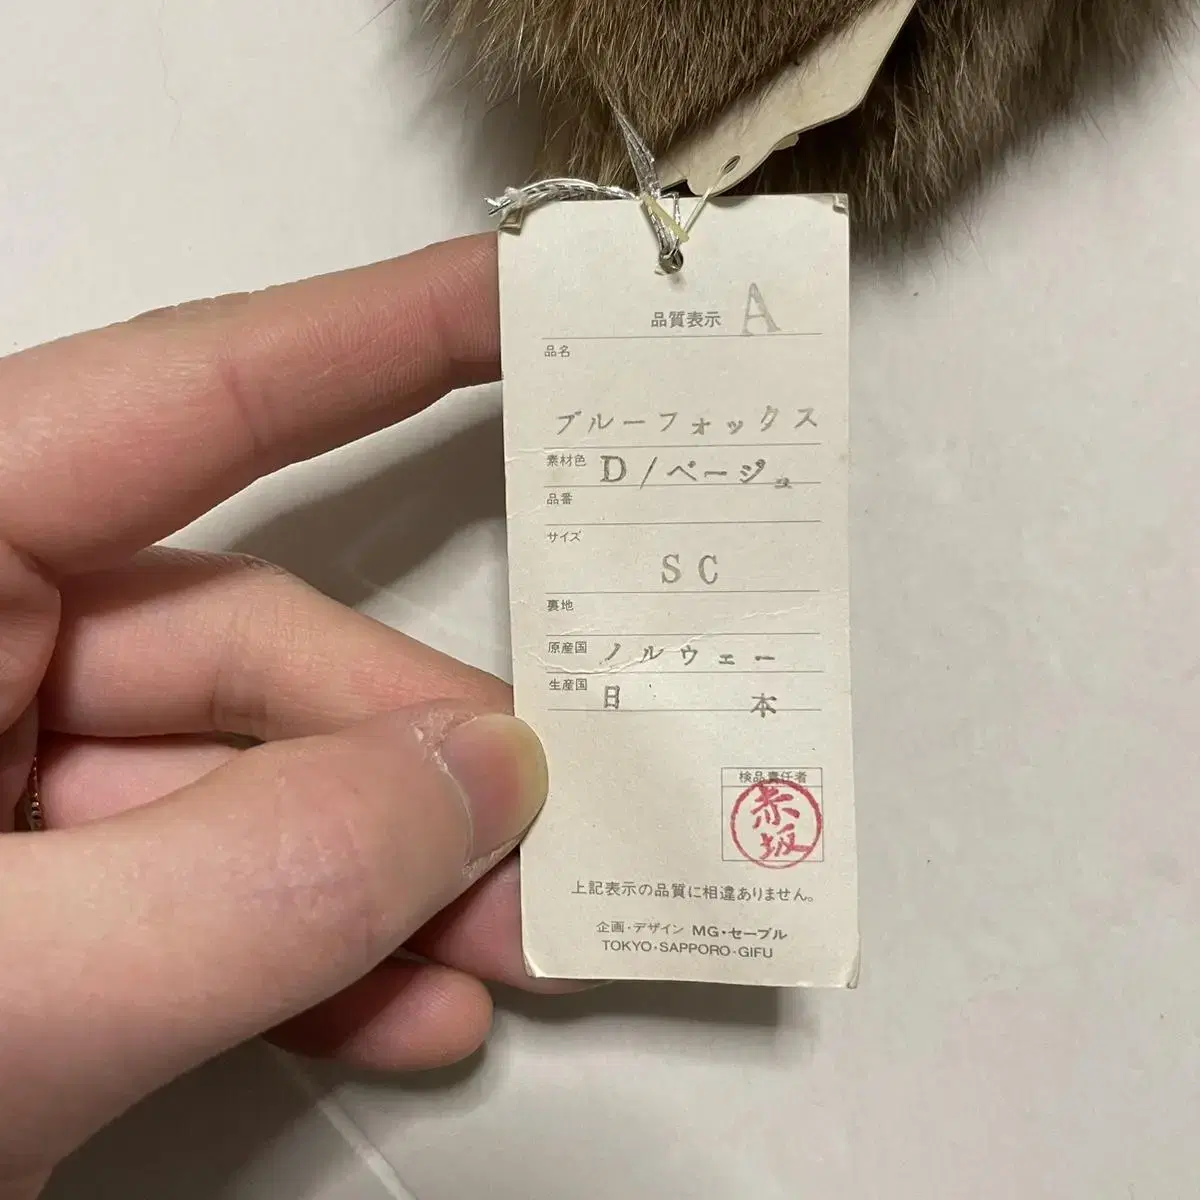 品質表示 A
品名
ブルーフォックス
素材色 D/ベージュ
品番
サイズ
SC
裏地
原産国 ノルウェー
生産国 日本
検品責任者
赤坂
上記表示の品質に相違ありません。
企画・デザイン MG・セーブル
TOKYO・SAPPORO・GIFU